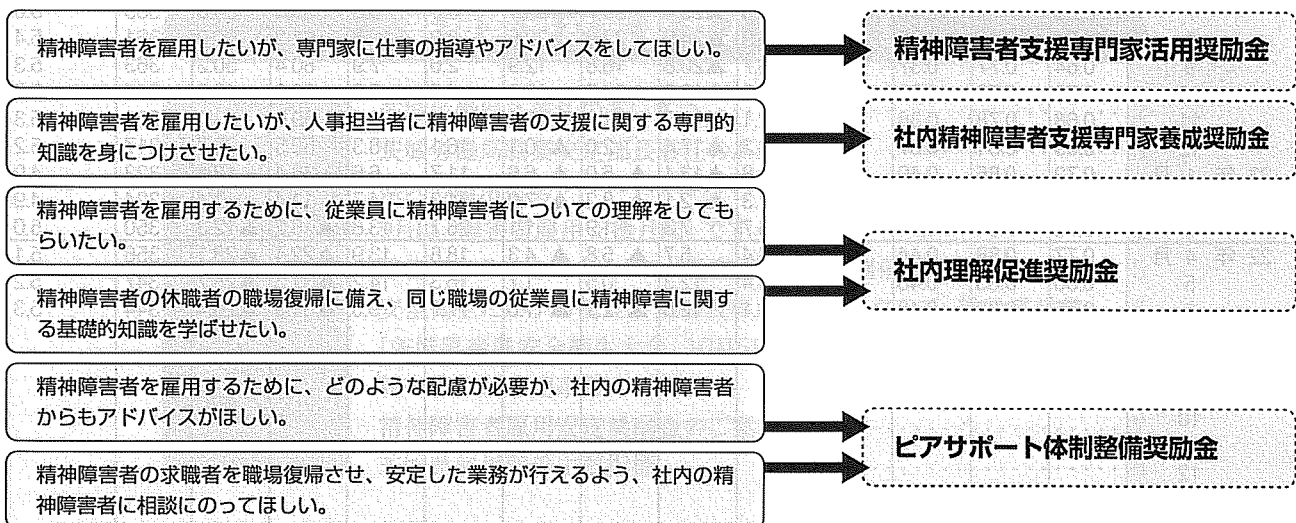 精神障害者を雇用したいが、専門家に仕事の指導やアドバイスをしてほしい。
精神障害者支援専門家活用奨励金
精神障害者を雇用したいが、人事担当者に精神障害者の支援に関する専門的
知識を身につけさせたい。
社内精神障害者支援専門家養成奨励金
精神障害者を雇用するために、従業員に精神障害者についての理解をしても
らいたい。
精神障害者の休職者の職場復帰に備え、同じ職場の従業員に精神障害に関す
る基礎的知識を学ばせたい。
社内理解促進奨励金
精神障害者を雇用するために、どのような配慮が必要か、社内の精神障害者
からもアドバイスがほしい。
精神障害者の求職者を職場復帰させ、安定した業務が行えるよう、社内の精
神障害者に相談にのってほしい。
ピアサポート体制整備奨励金